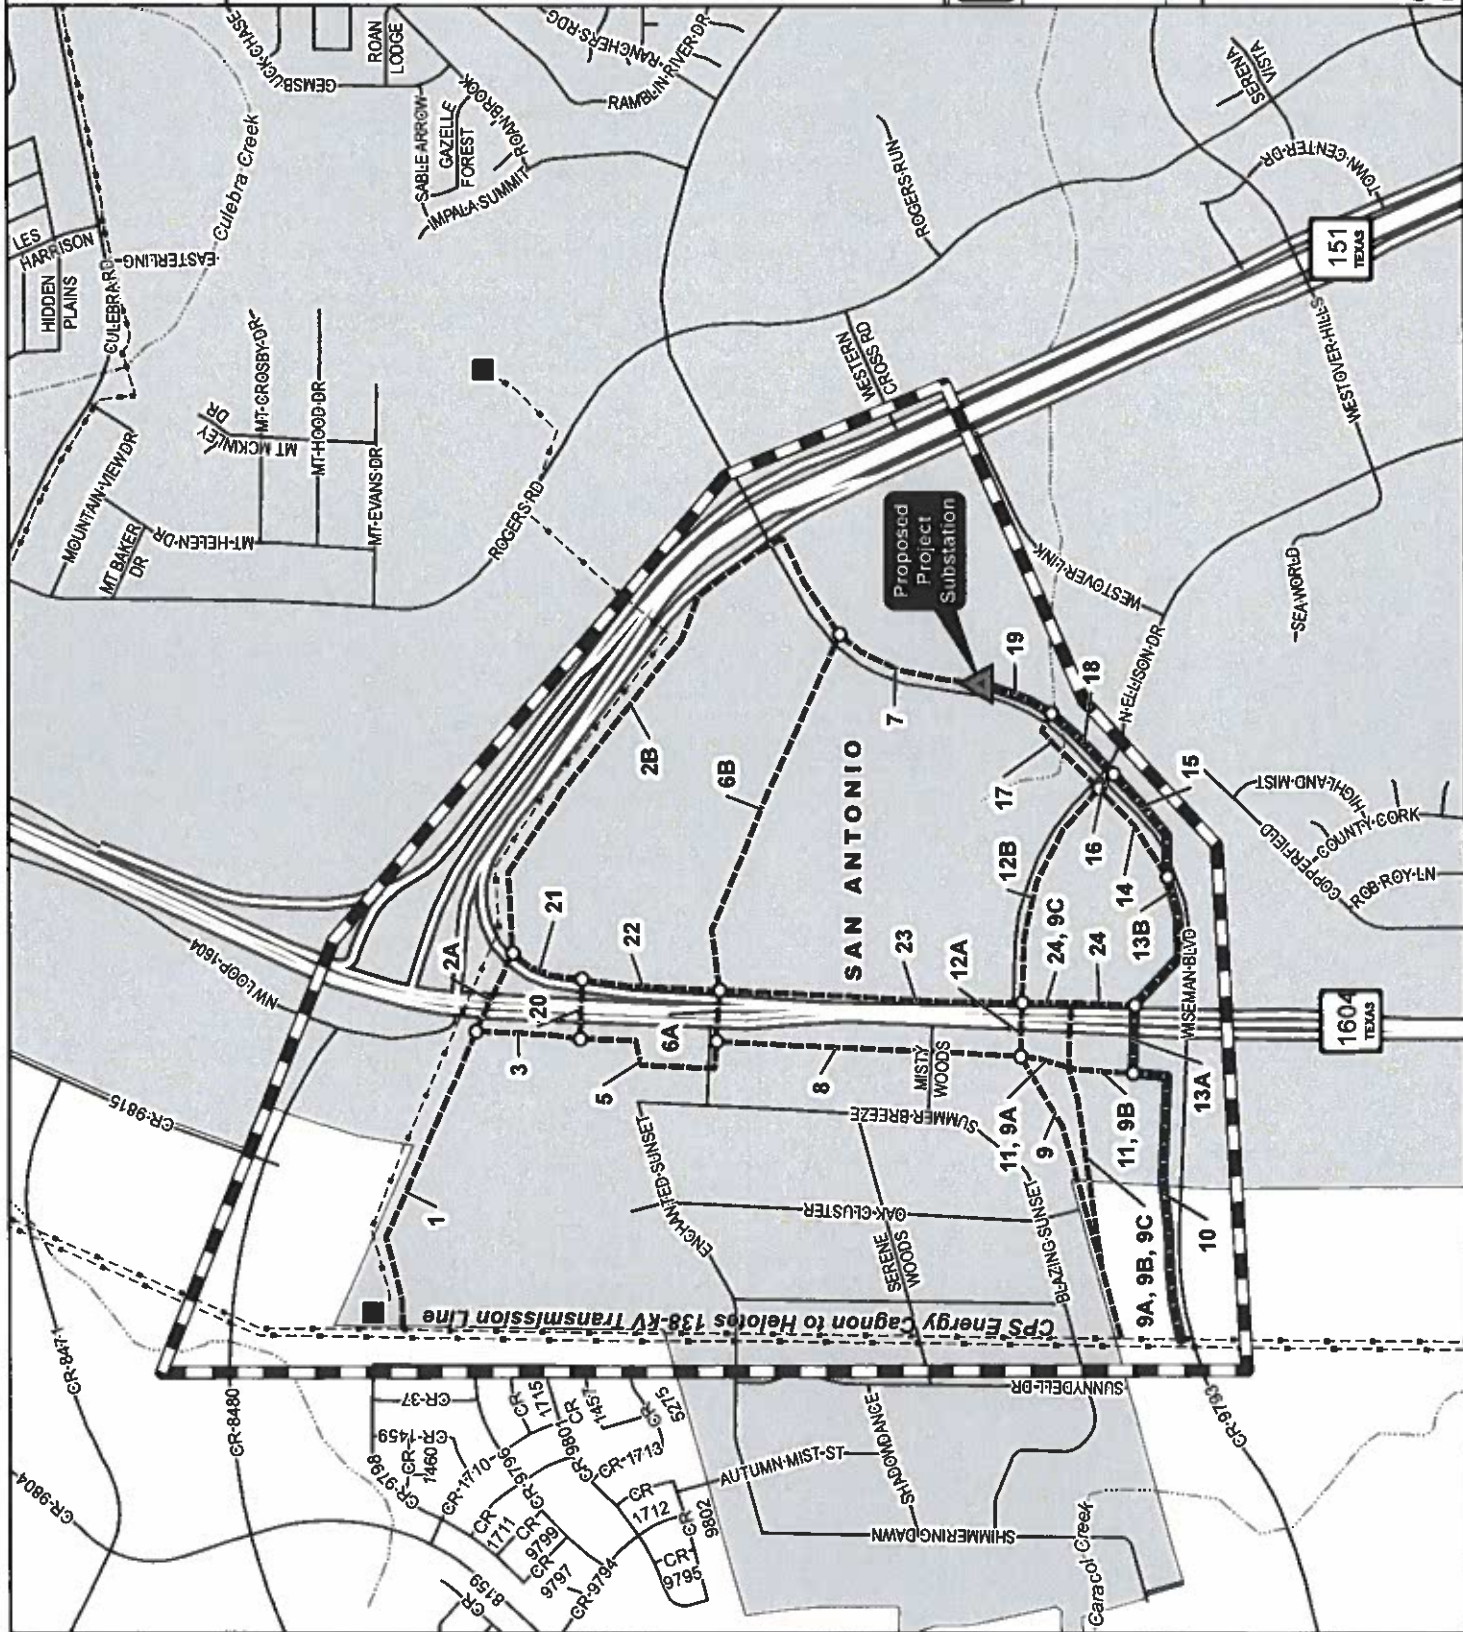 GEMSBUCK-CHASE
ROAN
LODGE
RANCHERS-RDG
RAMBLIN-RIVER-DR
SABLE ARROW
GAZELLE
FOREST
ROAN-BROOK
IMPALA-SUMMIT
Culebra Creek
LES
HARRISON
HIDDEN
PLAINS
EASTERLING
CULEBRA RD
MOUNTAIN-VIEW-DR
MT BAKER
DR
MT MCKINLEY
DR
MT-CROSBY-DR
MT-HOOD-DR
MT-EVANS-DR
MT-HELEN-DR
ROGERS-RD
ROGERS-RUN
SERENA
VISTA
TOWN-CENTER-DR
151
TEXAS
WESTERN
CROSS RD
WESTOVER-HILLS
WESTOVER-LINK
SEA-WORLD
N-ELLISON-DR
Proposed
Project
Substation
NW-LOOP-1604
CR-9815
2A
2B
21
22
20
3
5
6A
6B
7
19
18
17
SAN ANTONIO
12B
16
15
14
23
12A
24, 9C
24
13B
WISEMAN-BLVD
13A
1604
TEXAS
HIGHLAND-MIST
COPPERFIELD
COUNTY-CORK
ROB-ROY-LN
8
MISTY
WOODS
SUMMER-BREEZE
11, 9A
9
11, 9B
10
9A, 9B, 9C
1
ENCHANTED-SUNSET
OAK-CLUSTER
SERENE
WOODS
BLAZING-SUNSET
CPS Energy Cagnon to Helotes 138-kV Transmission Line
SUNNYDELL-DR
CR-9793
CR-8471
CR-8480
CR-9804
CR-37
CR-1459
CR-
1460
CR-9798
CR-1710
CR-9796
CR
1715
CR
1457
CR-9801
CR
5275
CR-1713
CR
1711
CR-
9799
CR
9797
CR-9794
CR
1712
CR
9802
CR
9795
CR
8159
AUTUMN-MIST-ST
SHADOWDANCE
SHIMMERING-DAWN
Caracol Creek